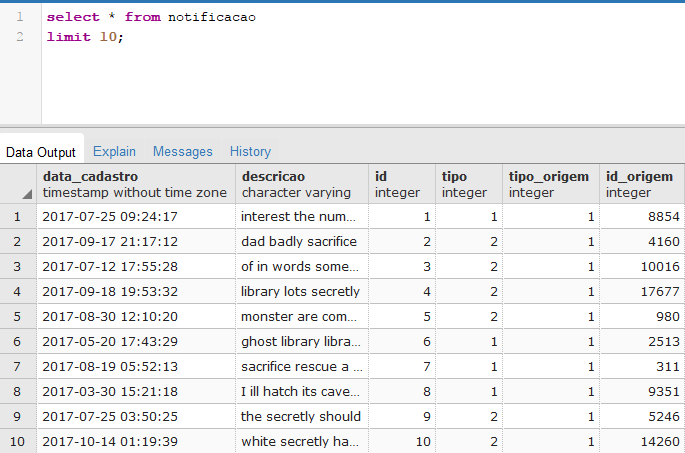 1 select * from notificacao
2 limit 10;
Data Output Explain Messages History
data_cadastro descricao id tipo tipo_origem id_origem
timestamp without time zone character varying integer integer integer integer
1 2017-07-25 09:24:17 interest the num... 1 1 1 8854
2 2017-09-17 21:17:12 dad badly sacrifice 2 2 1 4160
3 2017-07-12 17:55:28 of in words some... 3 2 1 10016
4 2017-09-18 19:53:32 library lots secretly 4 2 1 17677
5 2017-08-30 12:10:20 monster are com... 5 2 1 980
6 2017-05-20 17:43:29 ghost library libra... 6 1 1 2513
7 2017-08-19 05:52:13 sacrifice rescue a ... 7 1 1 311
8 2017-03-30 15:21:18 I ill hatch its cave... 8 1 1 9351
9 2017-07-25 03:50:25 the secretly should 9 2 1 5246
10 2017-10-14 01:19:39 white secretly ha... 10 2 1 14260